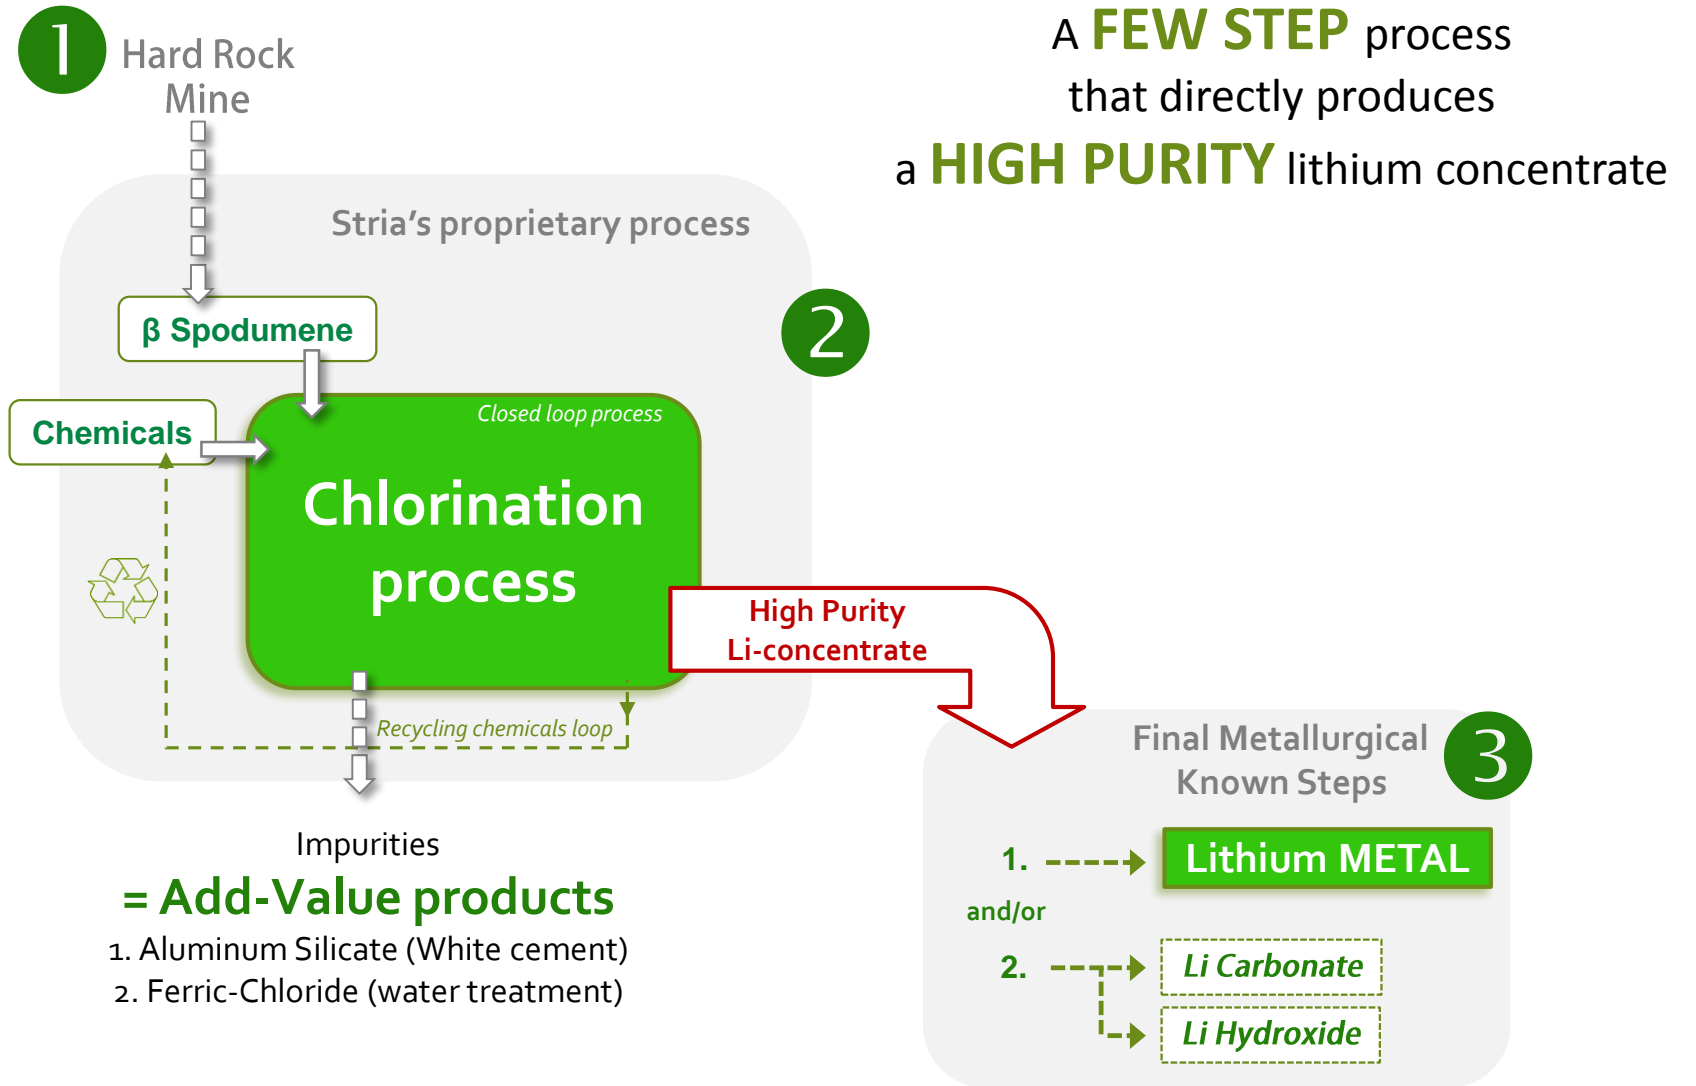 1
Hard Rock
Mine
A FEW STEP process
that directly produces
a HIGH PURITY lithium concentrate
Stria's proprietary process
β Spodumene
2
Chemicals
Closed loop process
Chlorination
process
High Purity
Li-concentrate
Recycling chemicals loop
Impurities
= Add-Value products
1. Aluminum Silicate (White cement)
2. Ferric-Chloride (water treatment)
Final Metallurgical
Known Steps
3
1. Lithium METAL
and/or
2. Li Carbonate
Li Hydroxide